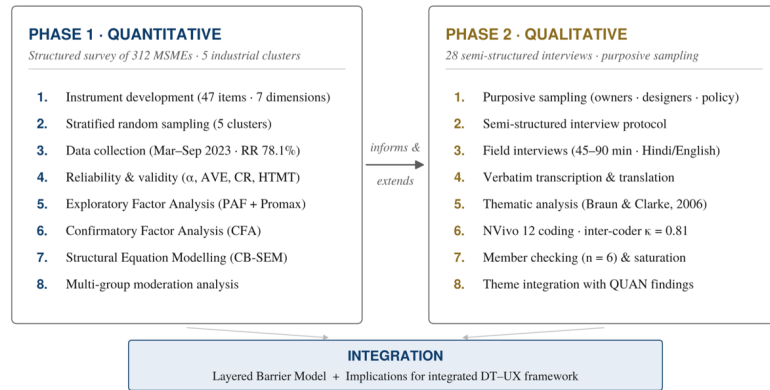 PHASE 1 · QUANTITATIVE
Structured survey of 312 MSMEs · 5 industrial clusters
1. Instrument development (47 items · 7 dimensions)
2. Stratified random sampling (5 clusters)
3. Data collection (Mar–Sep 2023 · RR 78.1%)
4. Reliability & validity (α, AVE, CR, HTMT)
5. Exploratory Factor Analysis (PAF + Promax)
6. Confirmatory Factor Analysis (CFA)
7. Structural Equation Modelling (CB-SEM)
8. Multi-group moderation analysis
informs &
extends
PHASE 2 · QUALITATIVE
28 semi-structured interviews · purposive sampling
1. Purposive sampling (owners · designers · policy)
2. Semi-structured interview protocol
3. Field interviews (45–90 min · Hindi/English)
4. Verbatim transcription & translation
5. Thematic analysis (Braun & Clarke, 2006)
6. NVivo 12 coding · inter-coder κ = 0.81
7. Member checking (n = 6) & saturation
8. Theme integration with QUAN findings
INTEGRATION
Layered Barrier Model + Implications for integrated DT–UX framework